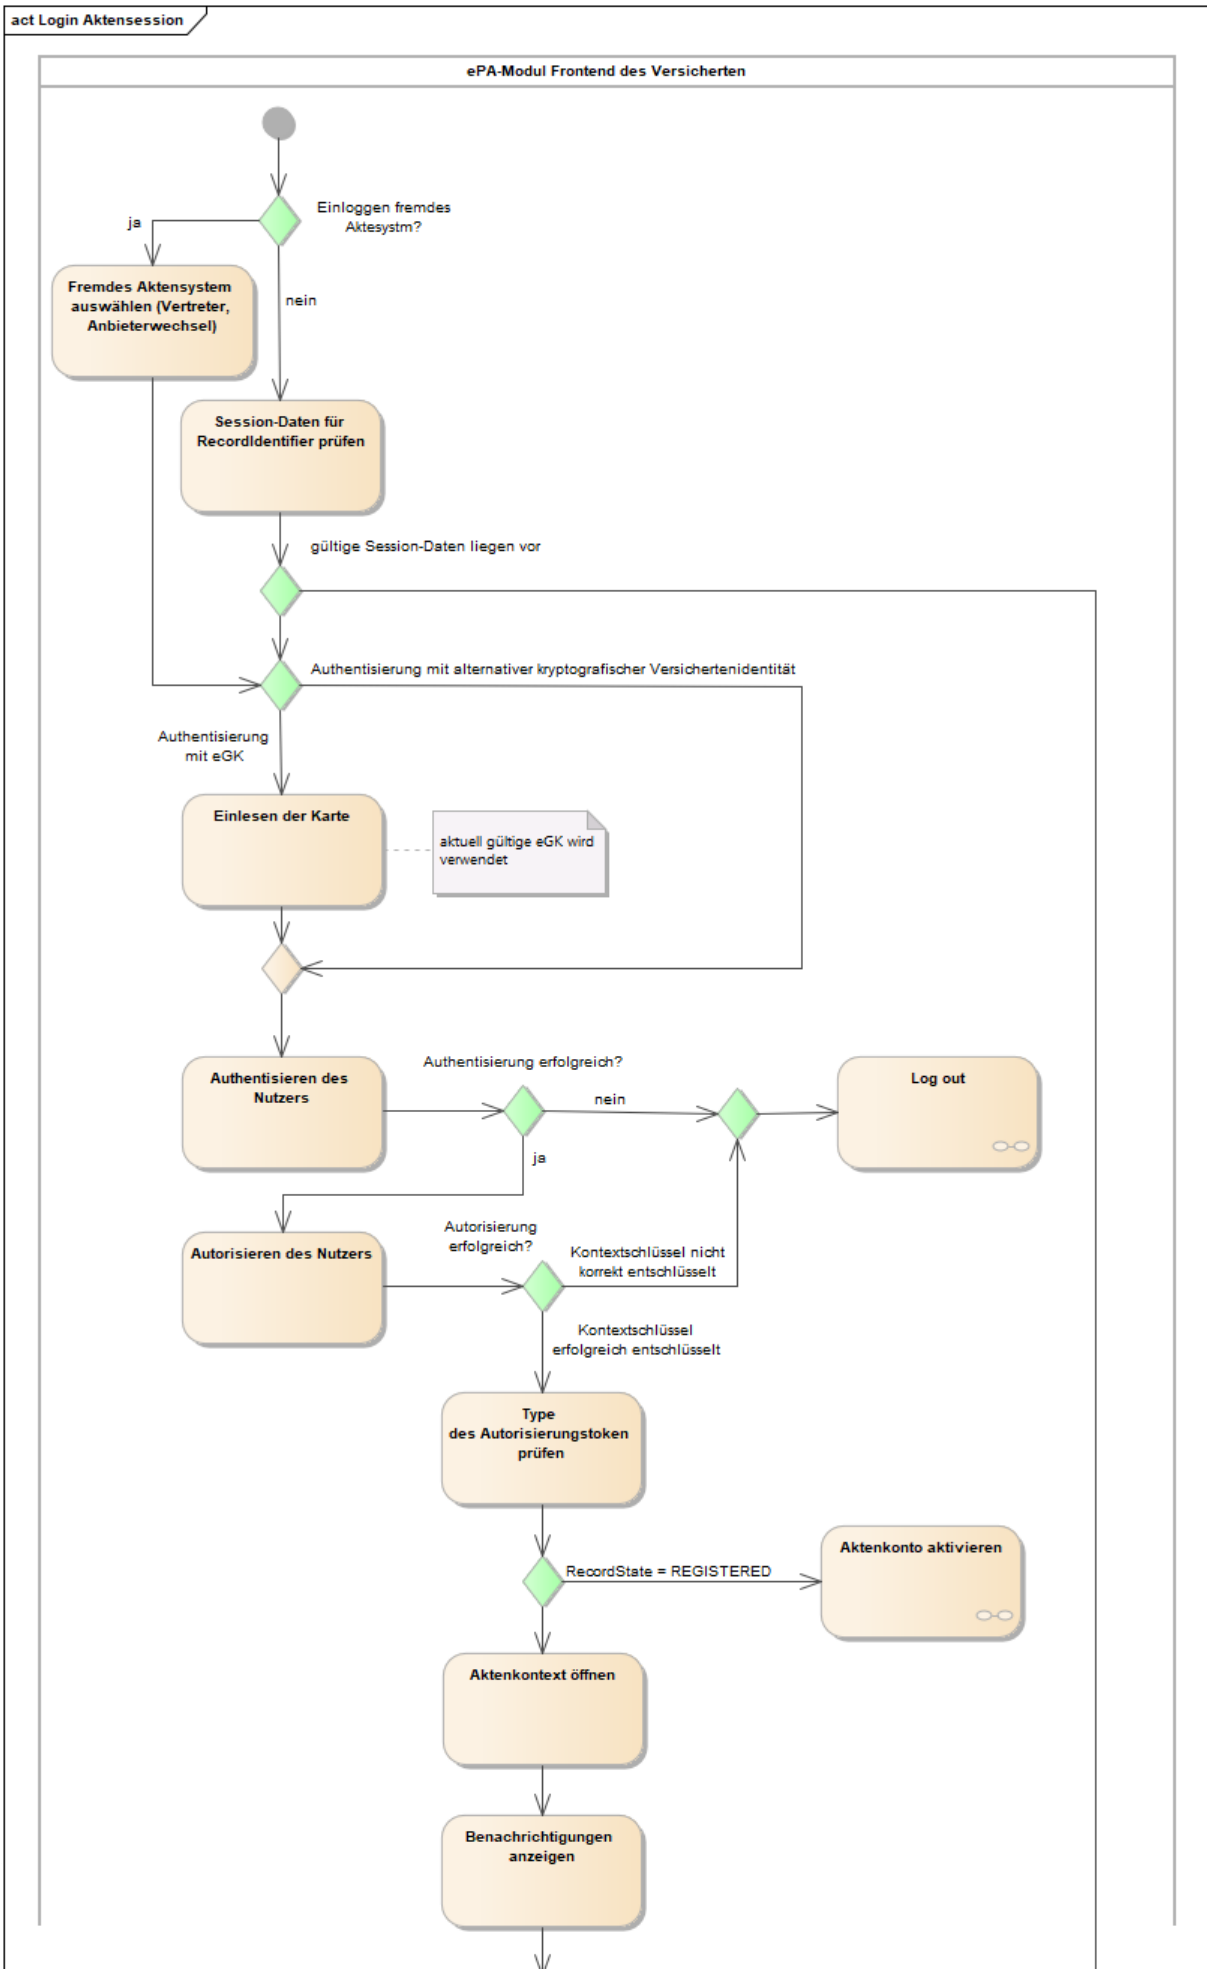 act Login Aktensession
ePA-Modul Frontend des Versicherten
Einloggen fremdes
Aktesystm?
ja
Fremdes Aktensystem
auswählen (Vertreter,
Anbieterwechsel)
nein
Session-Daten für
RecordIdentifier prüfen
gültige Session-Daten liegen vor
Authentisierung mit alternativer kryptografischer Versichertenidentität
Authentisierung
mit eGK
Einlesen der Karte
aktuell gültige eGK wird
verwendet
Authentisieren des
Nutzers
Authentisierung erfolgreich?
nein
Log out
ja
Autorisieren des Nutzers
Autorisierung
erfolgreich?
Kontextschlüssel nicht
korrekt entschlüsselt
Kontextschlüssel
erfolgreich entschlüsselt
Type
des Autorisierungstoken
prüfen
RecordState = REGISTERED
Aktenkonto aktivieren
Aktenkontext öffnen
Benachrichtigungen
anzeigen